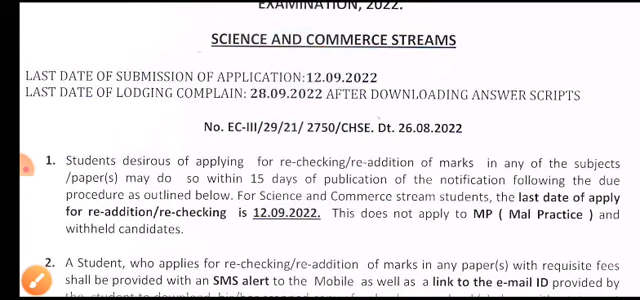 EXAMINATION, 2022.
SCIENCE AND COMMERCE STREAMS
LAST DATE OF SUBMISSION OF APPLICATION:12.09.2022
LAST DATE OF LODGING COMPLAIN: 28.09.2022 AFTER DOWNLOADING ANSWER SCRIPTS
No. EC-III/29/21/ 2750/CHSE. Dt. 26.08.2022
1. Students desirous of applying for re-checking/re-addition of marks in any of the subjects
/paper(s) may do so within 15 days of publication of the notification following the due
procedure as outlined below. For Science and Commerce stream students, the last date of apply
for re-addition/re-checking is 12.09.2022. This does not apply to MP ( Mal Practice ) and
withheld candidates.
2. A Student, who applies for re-checking/re-addition of marks in any paper(s) with requisite fees
shall be provided with an SMS alert to the Mobile as well as a link to the e-mail ID provided by
the student to download